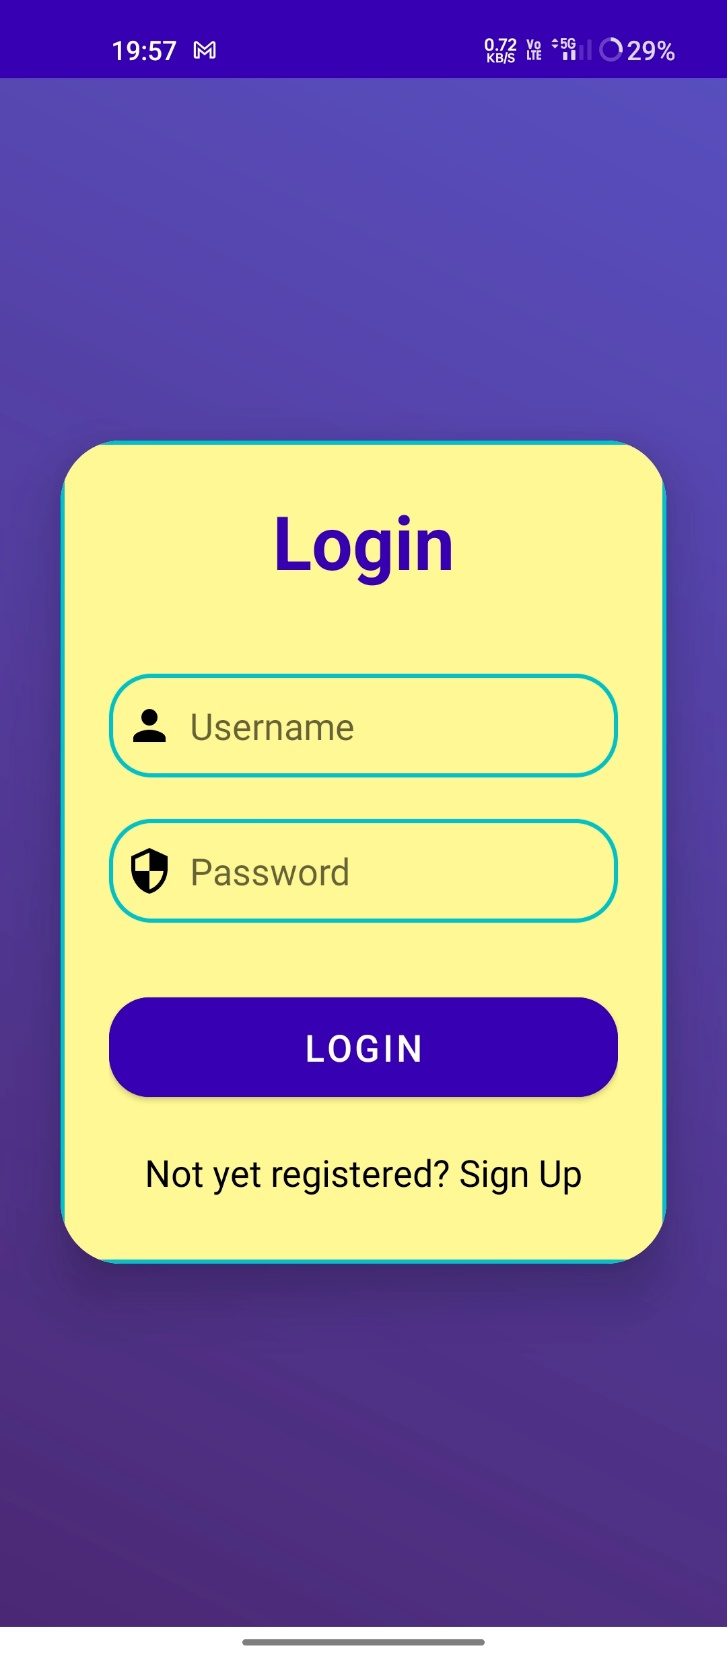 19:57 0.72 KB/S Vo LTE 5G 29%
Login
Username
Password
LOGIN
Not yet registered? Sign Up